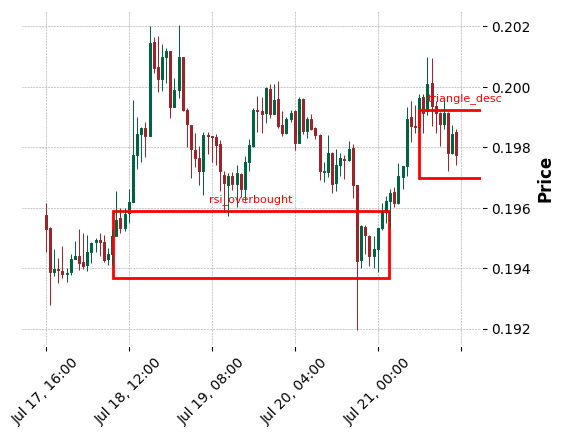 0.202
triangle_desc
0.200
0.198
rsi_overbought
0.196
0.194
0.192
Price
Jul 17, 16:00
Jul 18, 12:00
Jul 19, 08:00
Jul 20, 04:00
Jul 21, 00:00